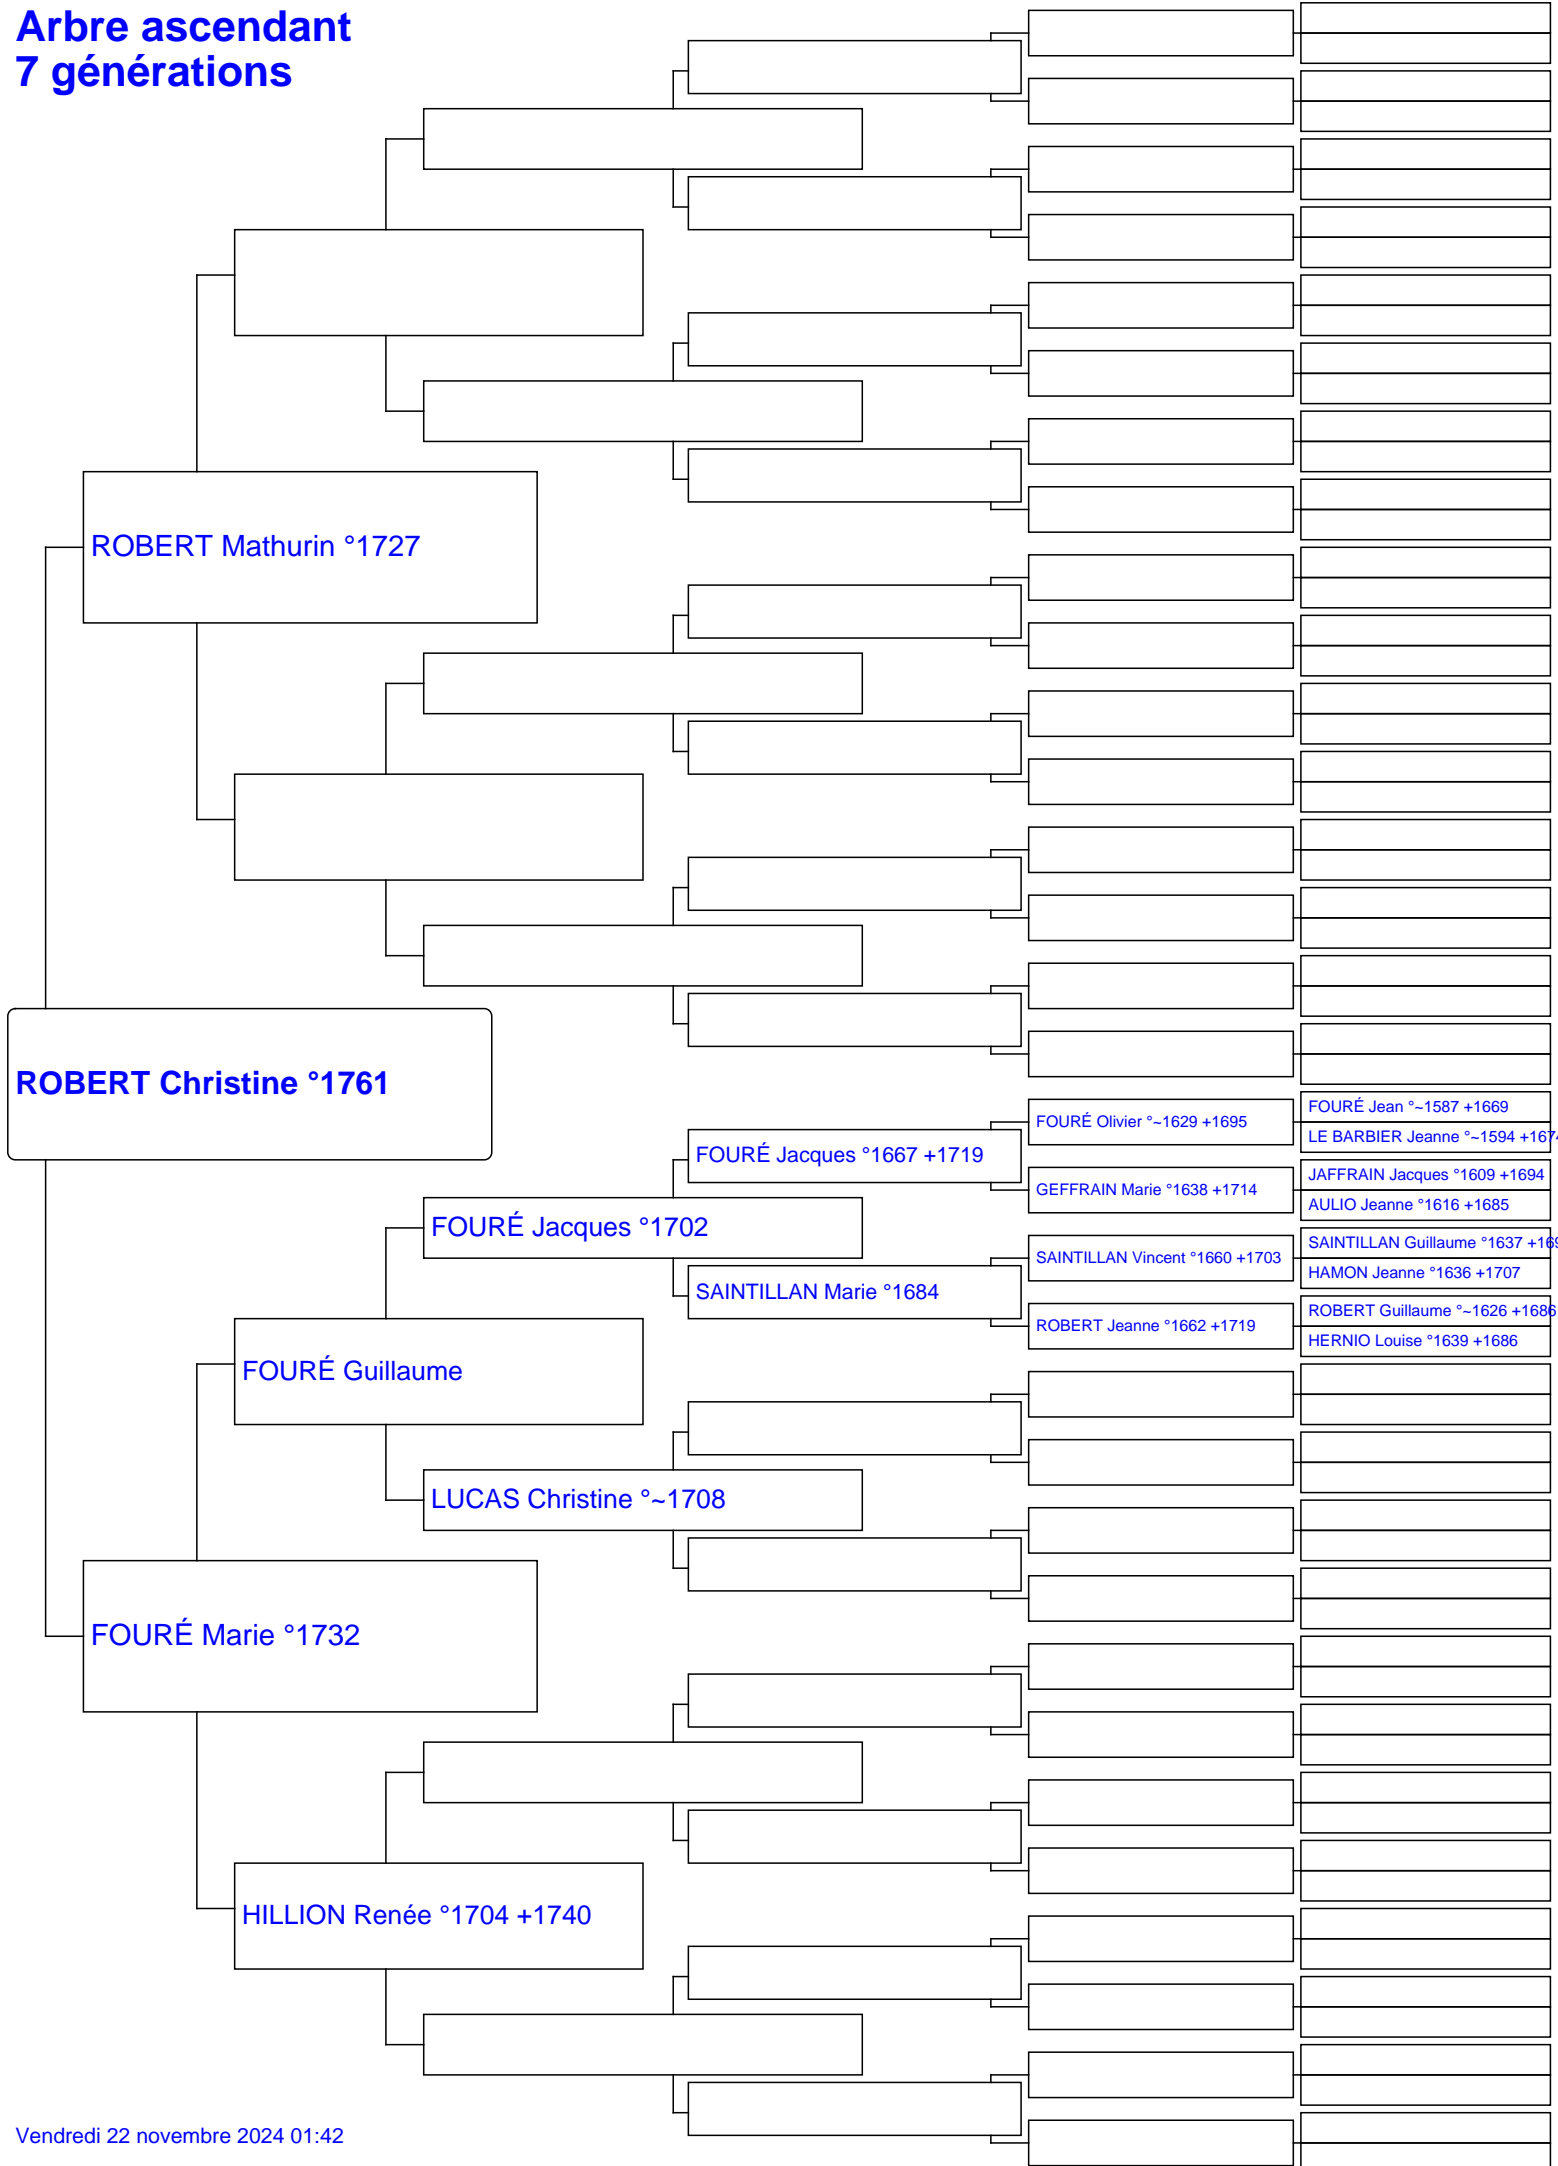 Arbre ascendant
7 générations
ROBERT Mathurin °1727
ROBERT Christine °1761
FOURÉ Jean °~1587 +1669
FOURÉ Olivier °~1629 +1695
LE BARBIER Jeanne °~1594 +1674
FOURÉ Jacques °1667 +1719
JAFFRAIN Jacques °1609 +1694
GEFFRAIN Marie °1638 +1714
AULIO Jeanne °1616 +1685
FOURÉ Jacques °1702
SAINTILLAN Guillaume °1637 +169
SAINTILLAN Vincent °1660 +1703
HAMON Jeanne °1636 +1707
SAINTILLAN Marie °1684
ROBERT Guillaume °~1626 +1686
ROBERT Jeanne °1662 +1719
HERNIO Louise °1639 +1686
FOURÉ Guillaume
LUCAS Christine °~1708
FOURÉ Marie °1732
HILLION Renée °1704 +1740
Vendredi 22 novembre 2024 01:42